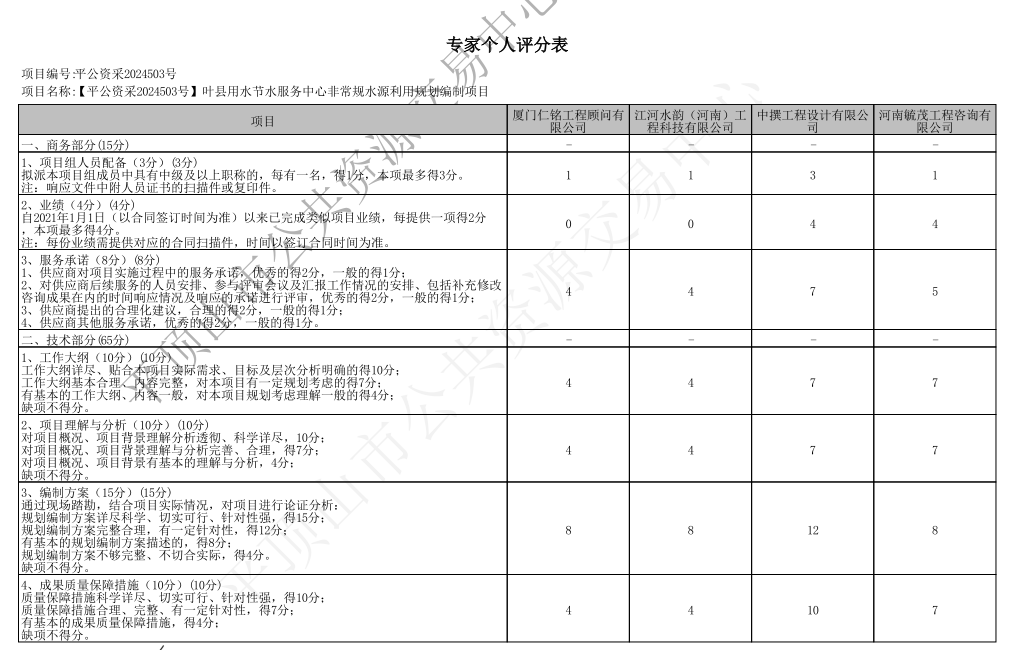 专家个人评分表
项目编号:平公资采2024503号
项目名称:【平公资采2024503号】叶县用水节水服务中心非常规水源利用规划编制项目
项目
厦门仁铭工程顾问有
限公司
江河水韵（河南）工
程科技有限公司
中撰工程设计有限公
司
河南毓茂工程咨询有
限公司
一、商务部分(15分)
-
-
-
-
1、项目组人员配备（3分）(3分)
拟派本项目组成员中具有中级及以上职称的，每有一名，得1分，本项最多得3分。
注：响应文件中附人员证书的扫描件或复印件。
1
1
3
1
2、业绩（4分）(4分)
自2021年1月1日（以合同签订时间为准）以来已完成类似项目业绩，每提供一项得2分
，本项最多得4分。
注：每份业绩需提供对应的合同扫描件，时间以签订合同时间为准。
0
0
4
4
3、服务承诺（8分）(8分)
1、供应商对项目实施过程中的服务承诺，优秀的得2分，一般的得1分；
2、对供应商后续服务的人员安排、参与评审会议及汇报工作情况的安排、包括补充修改
咨询成果在内的时间响应情况及响应的承诺进行评审，优秀的得2分，一般的得1分；
3、供应商提出的合理化建议，合理的得2分，一般的得1分；
4、供应商其他服务承诺，优秀的得2分，一般的得1分。
4
4
7
5
二、技术部分(65分)
-
-
-
-
1、工作大纲（10分）(10分)
工作大纲详尽、贴合本项目实际需求、目标及层次分析明确的得10分；
工作大纲基本合理、内容完整，对本项目有一定规划考虑的得7分；
有基本的工作大纲、内容一般，对本项目规划考虑理解一般的得4分；
缺项不得分。
4
4
7
7
2、项目理解与分析（10分）(10分)
对项目概况、项目背景理解分析透彻、科学详尽，10分；
对项目概况、项目背景理解与分析完善、合理，得7分；
对项目概况、项目背景有基本的理解与分析，4分；
缺项不得分。
4
4
7
7
3、编制方案（15分）(15分)
通过现场踏勘，结合项目实际情况，对项目进行论证分析：
规划编制方案详尽科学、切实可行、针对性强，得15分；
规划编制方案完整合理，有一定针对性，得12分；
有基本的规划编制方案描述的，得8分；
规划编制方案不够完整、不切合实际，得4分。
缺项不得分。
8
8
12
8
4、成果质量保障措施（10分）(10分)
质量保障措施科学详尽、切实可行、针对性强，得10分；
质量保障措施合理、完整、有一定针对性，得7分；
有基本的成果质量保障措施，得4分；
缺项不得分。
4
4
10
7
平顶山市公共资源交易中心
平顶山市公共资源交易中心